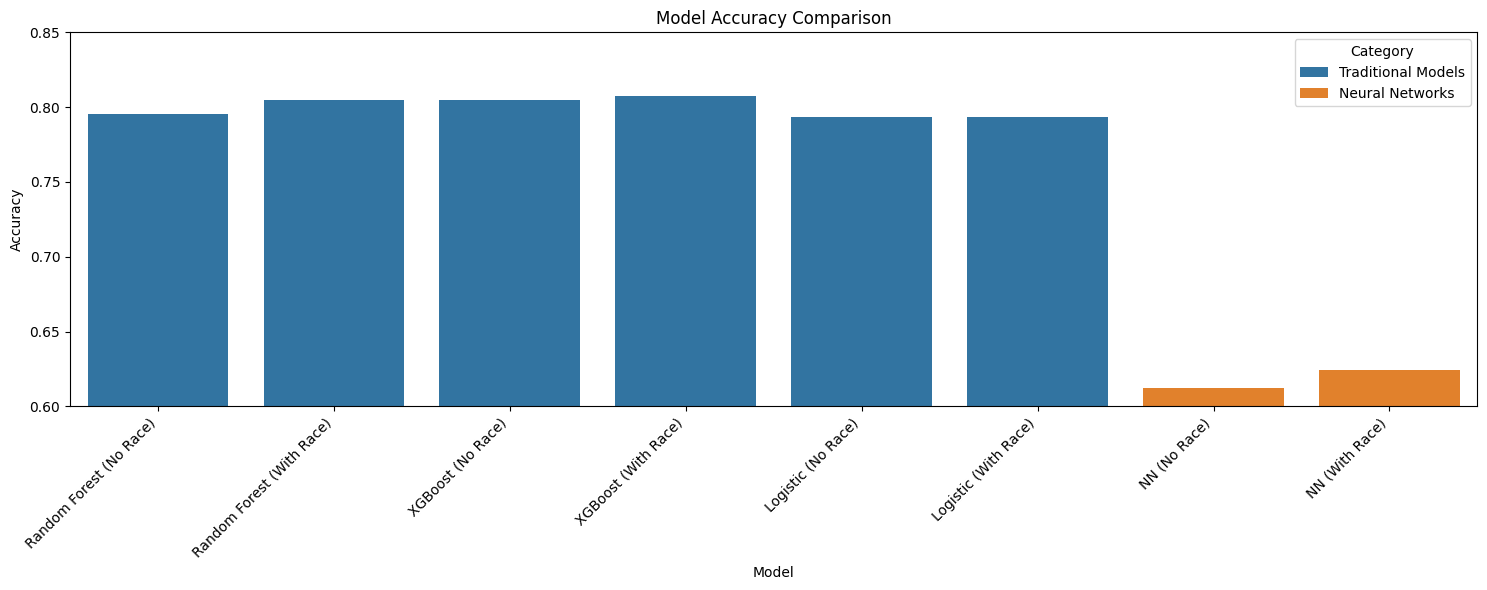 Model Accuracy Comparison
Category
Traditional Models
Neural Networks
Accuracy
0.85
0.80
0.75
0.70
0.65
0.60
Random Forest (No Race)
Random Forest (With Race)
XGBoost (No Race)
XGBoost (With Race)
Logistic (No Race)
Logistic (With Race)
NN (No Race)
NN (With Race)
Model